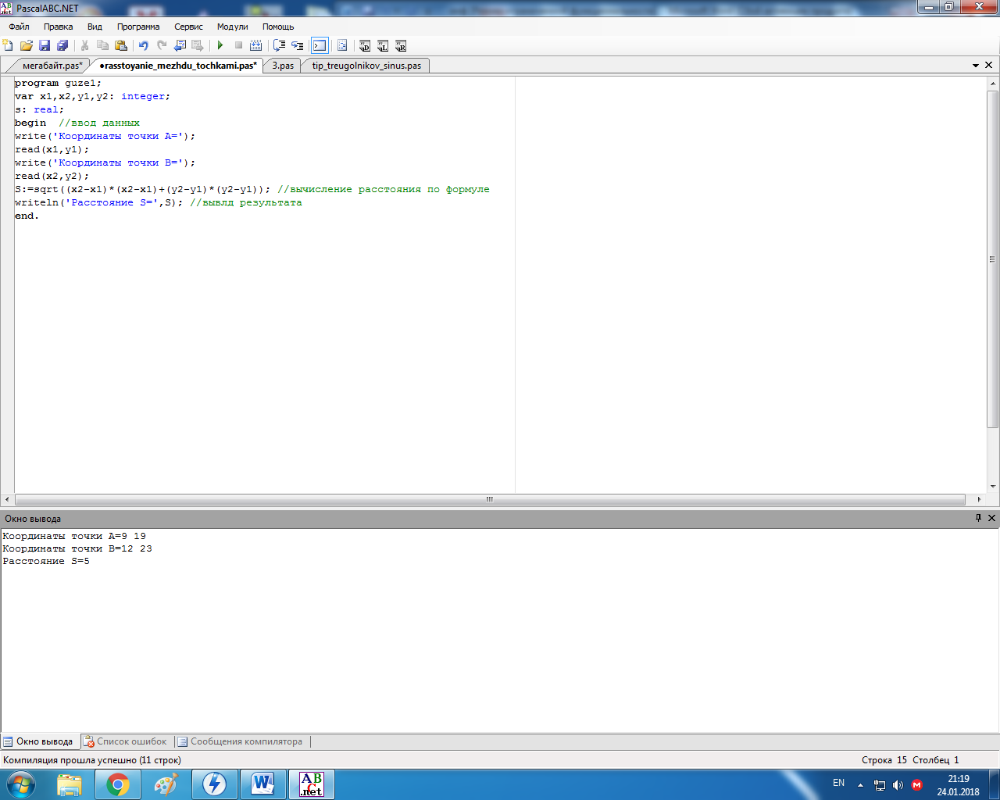 PascalABC.NET
Файл Правка Вид Программа Сервис Модули Помощь
мегабайт.pas* •rasstoyanie_mezhdu_tochkami.pas* 3.pas tip_treugolnikov_sinus.pas
program guze1;
var x1,x2,y1,y2: integer;
s: real;
begin  //ввод данных
write('Координаты точки A=');
read(x1,y1);
write('Координаты точки B=');
read(x2,y2);
S:=sqrt((x2-x1)*(x2-x1)+(y2-y1)*(y2-y1)); //вычисление расстояния по формуле
writeln('Расстояние S=',S); //вывлд результата
end.
Окно вывода
Координаты точки A=9 19
Координаты точки B=12 23
Расстояние S=5
Окно вывода Список ошибок Сообщения компилятора
Компиляция прошла успешно (11 строк) Строка 15 Столбец 1
EN 21:19
24.01.2018